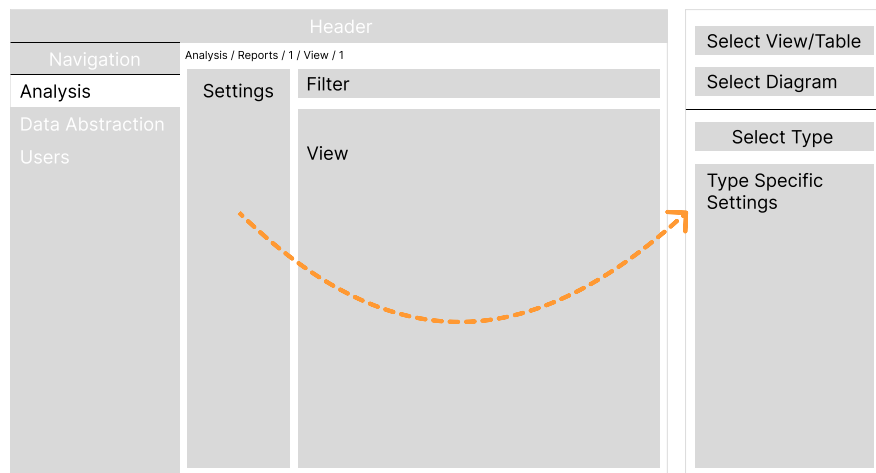 Header
Navigation
Analysis
Data Abstraction
Users
Analysis / Reports / 1 / View / 1
Settings
Filter
View
Select View/Table
Select Diagram
Select Type
Type Specific
Settings